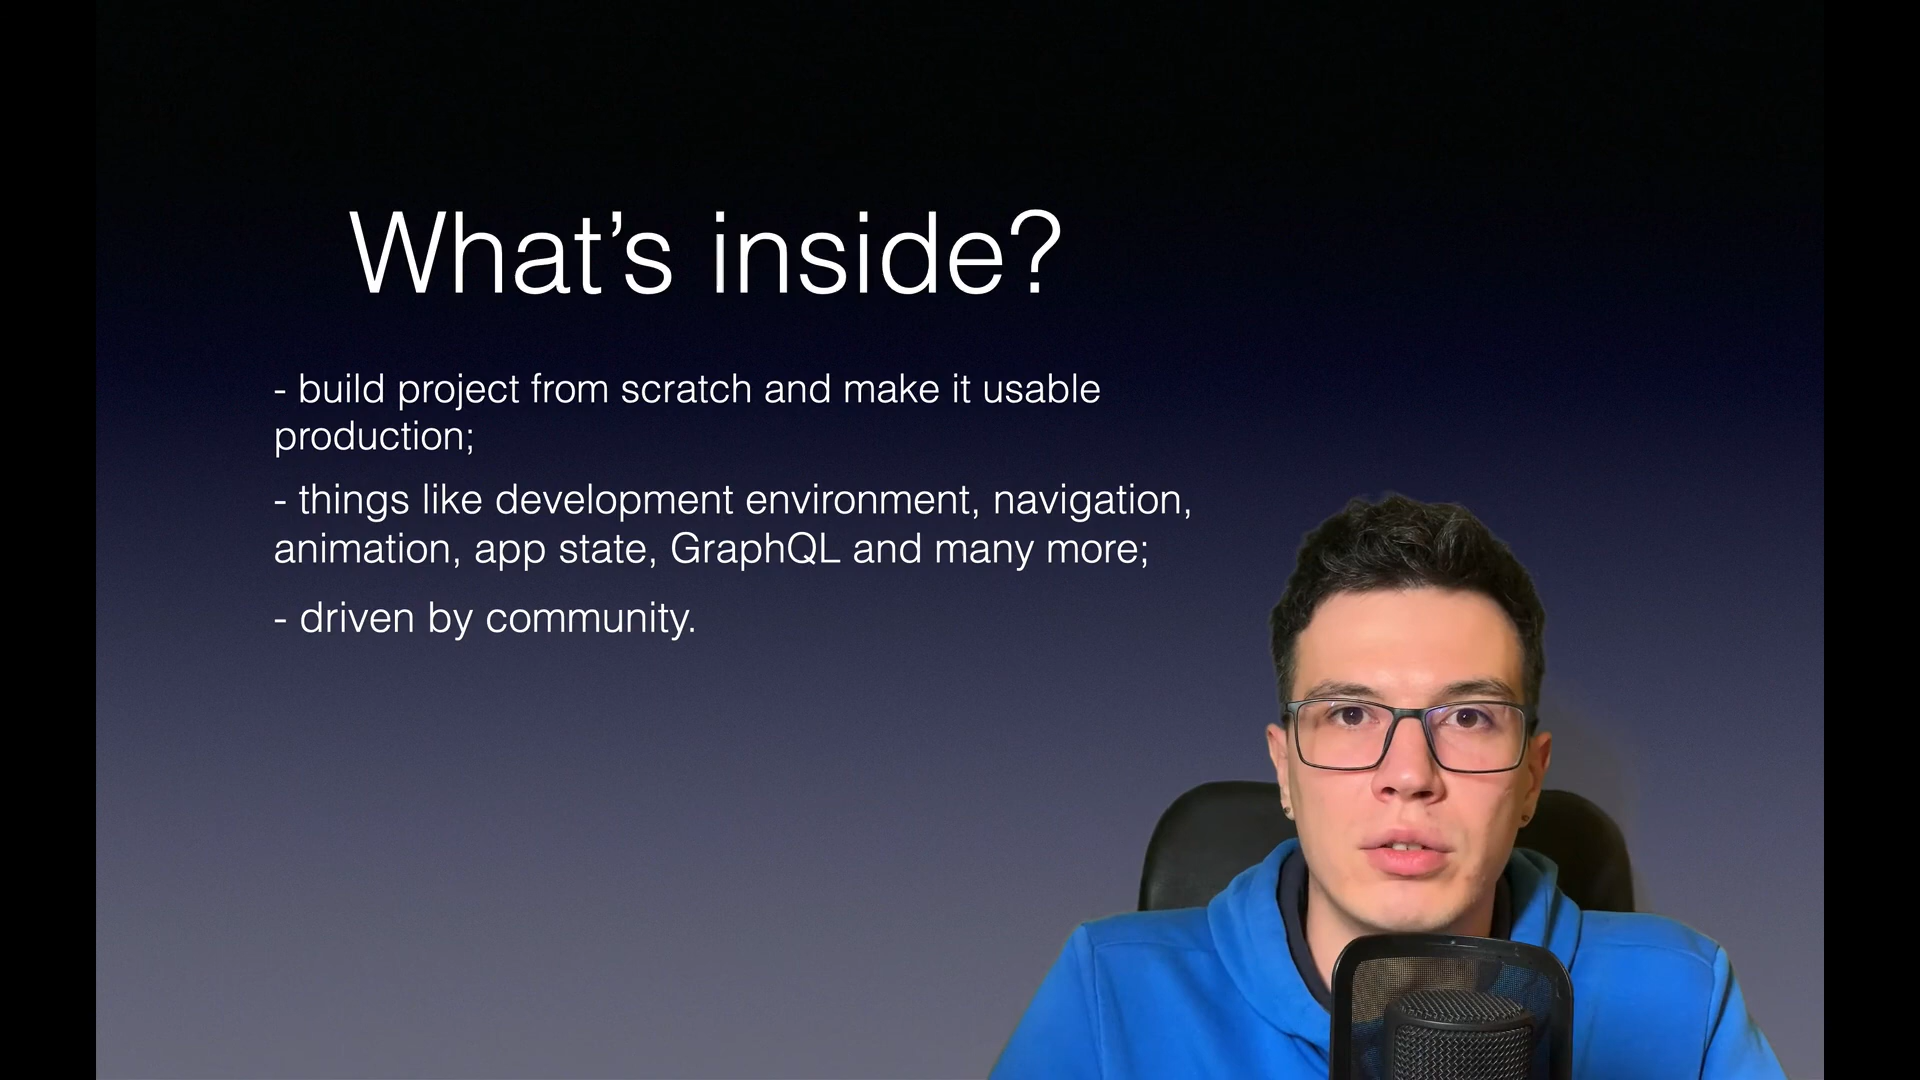 What’s inside?
- build project from scratch and make it usable
production;
- things like development environment, navigation,
animation, app state, GraphQL and many more;
- driven by community.